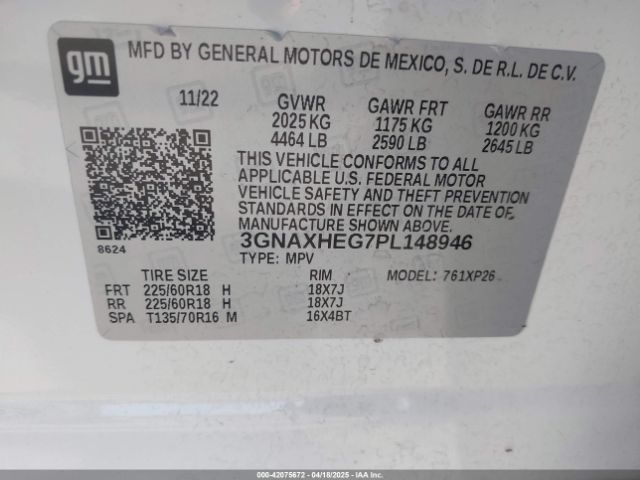 gm
MFD BY GENERAL MOTORS DE MEXICO, S. DE R.L. DE C.V.
11/22 GVWR GAWR FRT GAWR RR
2025 KG 1175 KG 1200 KG
4464 LB 2590 LB 2645 LB
THIS VEHICLE CONFORMS TO ALL
APPLICABLE U.S. FEDERAL MOTOR
VEHICLE SAFETY AND THEFT PREVENTION
STANDARDS IN EFFECT ON THE DATE OF
MANUFACTURE SHOWN ABOVE.
3GNAXHEG7PL148946
8624
TYPE: MPV MODEL: 761XP26
TIRE SIZE RIM
FRT 225/60R18 H 18X7J
RR 225/60R18 H 18X7J
SPA T135/70R16 M 16X4BT
000-42075672 - 04/18/2025 - COPYRIGHT IAA, LLC.